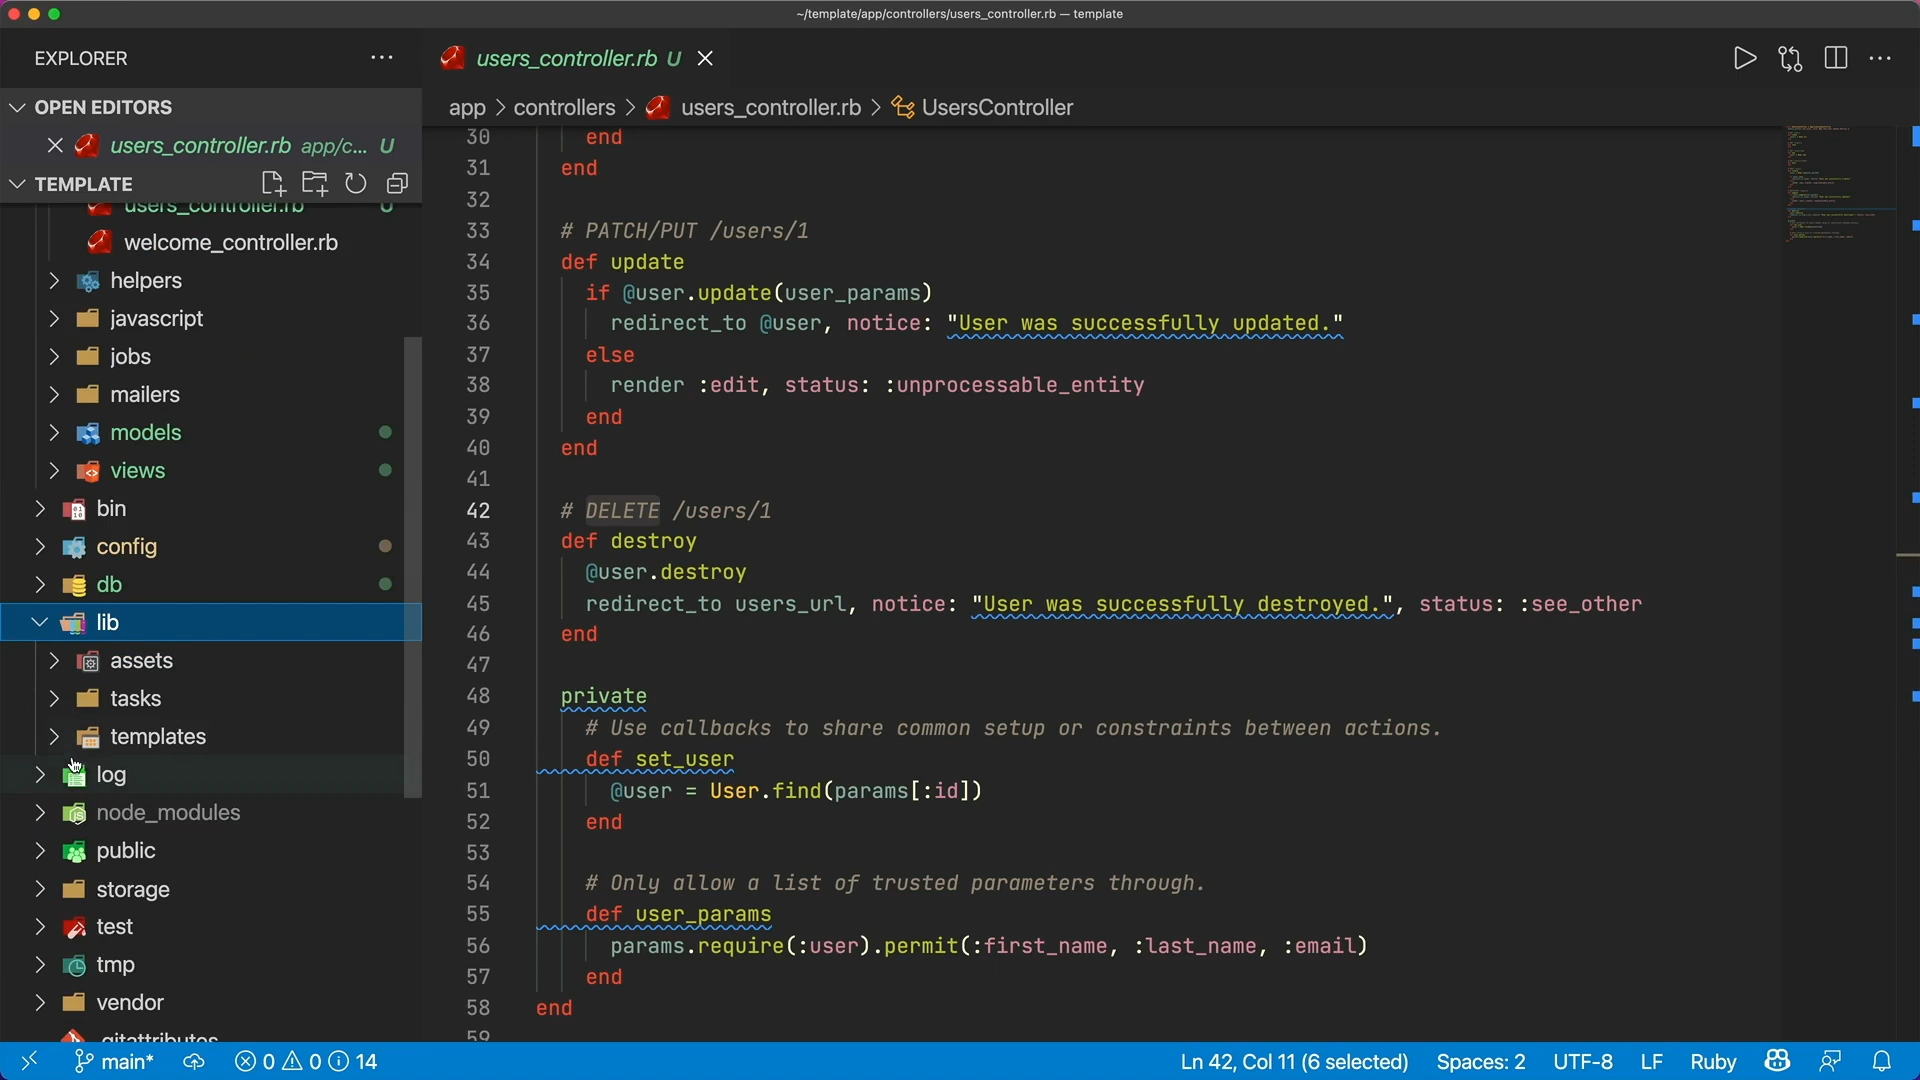 ~/template/app/controllers/users_controller.rb — template
EXPLORER
users_controller.rb U
OPEN EDITORS
users_controller.rb app/c... U
TEMPLATE
users_controller.rb U
welcome_controller.rb
helpers
javascript
jobs
mailers
models
views
bin
config
db
lib
assets
tasks
templates
log
node_modules
public
storage
test
tmp
vendor
.gitattributes
app > controllers > users_controller.rb > UsersController
30 end
31 end
32
33 # PATCH/PUT /users/1
34 def update
35 if @user.update(user_params)
36 redirect_to @user, notice: "User was successfully updated."
37 else
38 render :edit, status: :unprocessable_entity
39 end
40 end
41
42 # DELETE /users/1
43 def destroy
44 @user.destroy
45 redirect_to users_url, notice: "User was successfully destroyed.", status: :see_other
46 end
47
48 private
49 # Use callbacks to share common setup or constraints between actions.
50 def set_user
51 @user = User.find(params[:id])
52 end
53
54 # Only allow a list of trusted parameters through.
55 def user_params
56 params.require(:user).permit(:first_name, :last_name, :email)
57 end
58 end
59
main* 0 0 14 Ln 42, Col 11 (6 selected) Spaces: 2 UTF-8 LF Ruby